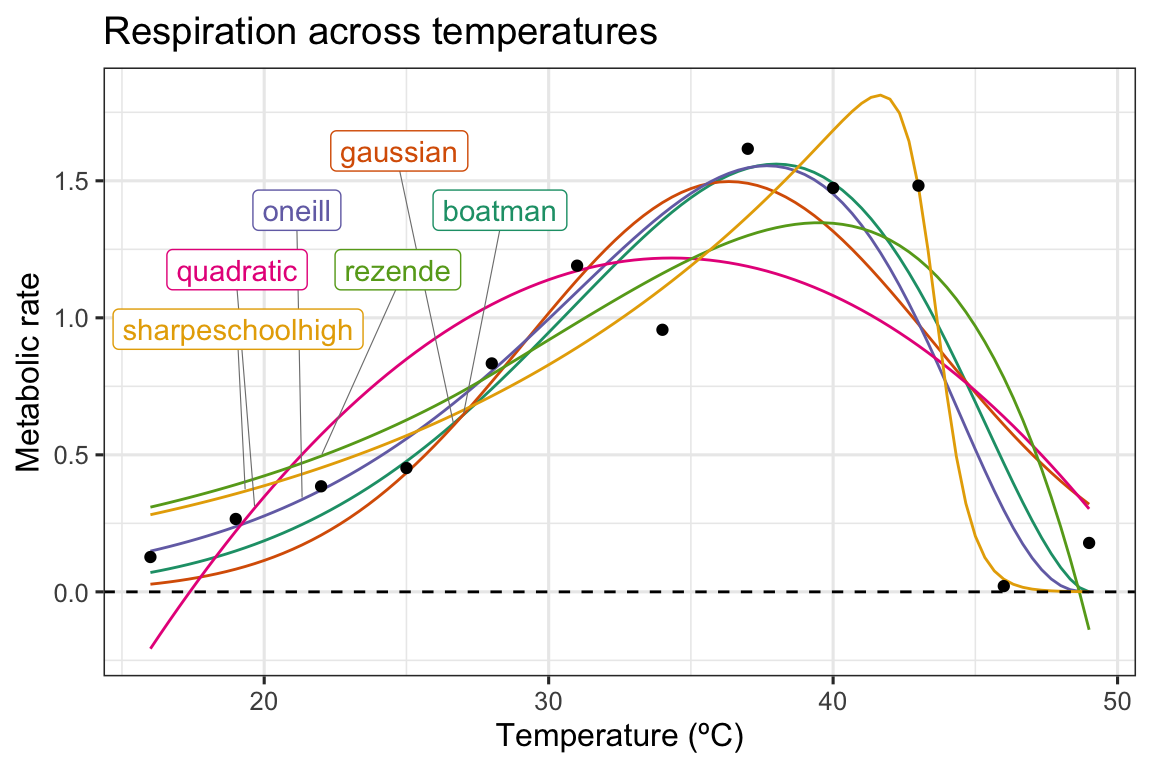 Respiration across temperatures
gaussian
oneill
boatman
quadratic
rezende
sharpeschoolhigh
Metabolic rate
1.5
1.0
0.5
0.0
20
30
40
50
Temperature (ºC)